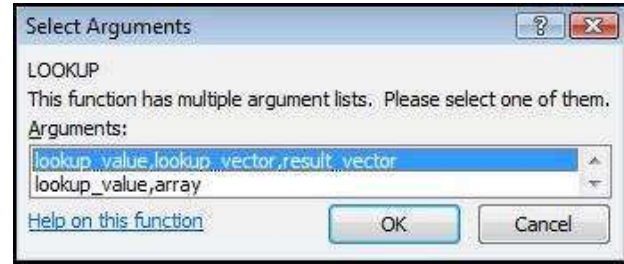 Select Arguments
LOOKUP
This function has multiple argument lists. Please select one of them.
Arguments:
lookup_value,lookup_vector,result_vector
lookup_value,array
Help on this function
OK
Cancel